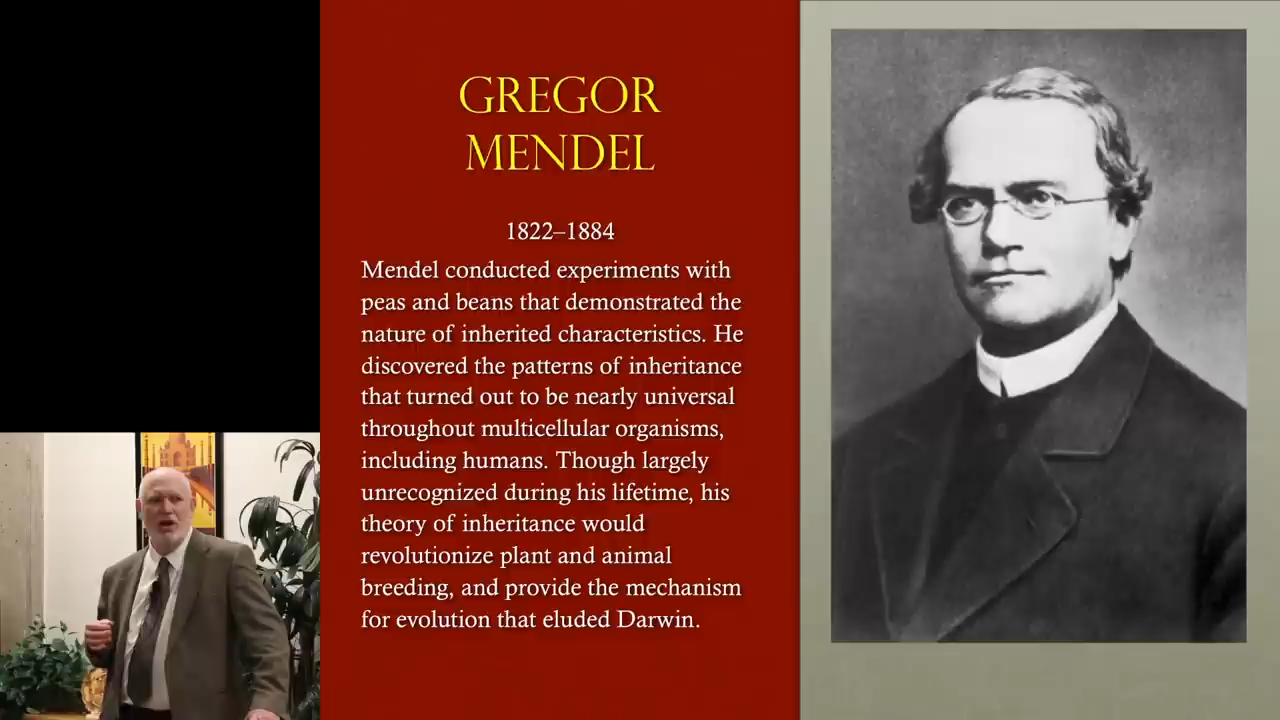 GREGOR
MENDEL
1822–1884
Mendel conducted experiments with
peas and beans that demonstrated the
nature of inherited characteristics. He
discovered the patterns of inheritance
that turned out to be nearly universal
throughout multicellular organisms,
including humans. Though largely
unrecognized during his lifetime, his
theory of inheritance would
revolutionize plant and animal
breeding, and provide the mechanism
for evolution that eluded Darwin.